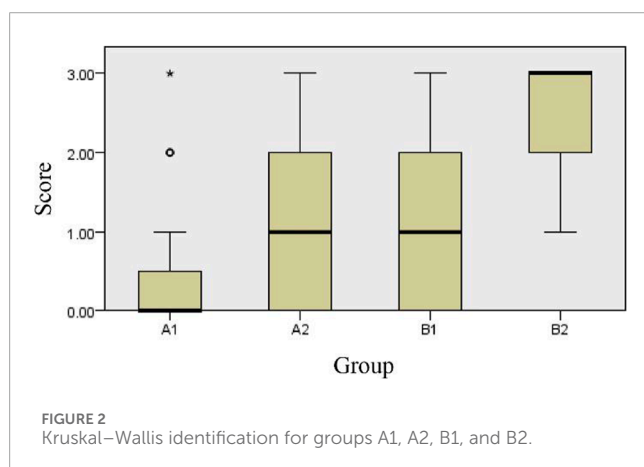 3.00
2.00
1.00
0.00
Score
A1 A2 B1 B2
Group
FIGURE 2
Kruskal–Wallis identification for groups A1, A2, B1, and B2.